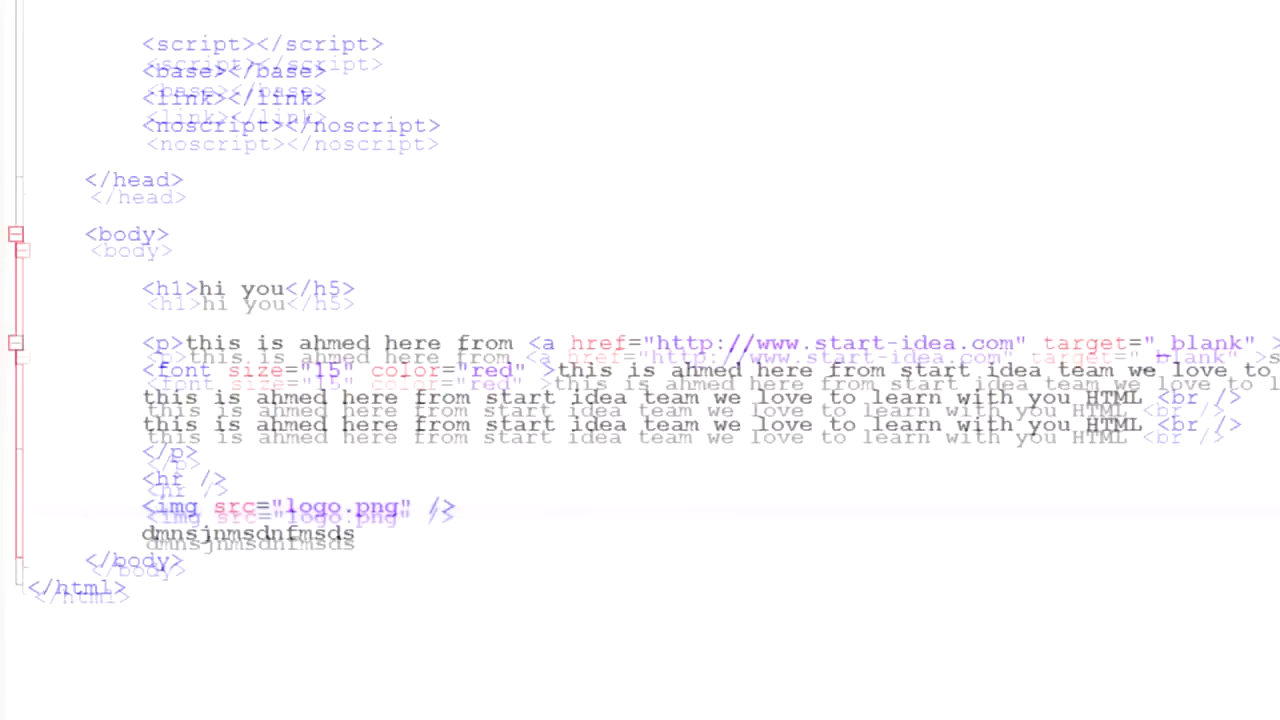 <script></script>
<base></base>
<link></link>
<noscript></noscript>
</head>
<body>
<h1>hi you</h5>
<p>this is ahmed here from <a href="http://www.start-idea.com" target="_blank" >s
<font size="15" color="red" >this is ahmed here from start idea team we love to l
this is ahmed here from start idea team we love to learn with you HTML <br />
this is ahmed here from start idea team we love to learn with you HTML <br />
</p>
<hr />
<img src="logo.png" />
dmnsjnmsdnfmsds
</body>
</html>